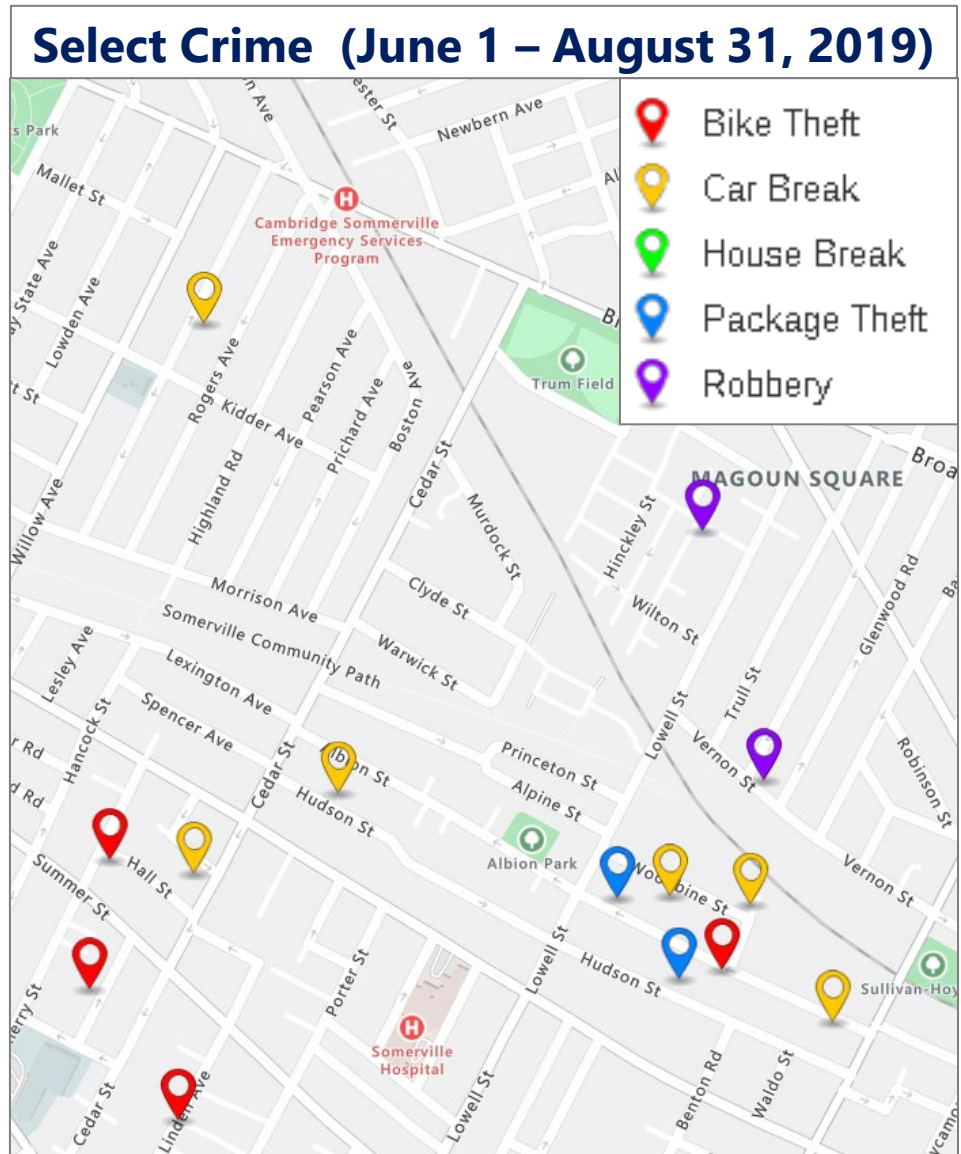 Select Crime (June 1 – August 31, 2019)
Bike Theft
Car Break
House Break
Package Theft
Robbery
Newbern Ave
Mallet St
Cambridge Sommerville
Emergency Services
Program
Lowden Ave
Rogers Ave
Pearson Ave
Prichard Ave
Boston Ave
Trum Field
Kidder Ave
Highland Rd
Cedar St
Willow Ave
MAGOUN SQUARE
Murdock St
Hinckley St
Morrison Ave
Clyde St
Wilton St
Glenwood Rd
Somerville Community Path
Warwick St
Lesley Ave
Lexington Ave
Spencer Ave
Hancock St
Trull St
Lowell St
Vernon St
Cedar St
Princeton St
Alpine St
Robinson St
Hudson St
Albion Park
Hall St
Summer St
Vernon St
Hudson St
Lowell St
Porter St
Somerville
Hospital
Benton Rd
Waldo St
Lowell St
Cedar St
Linden Ave